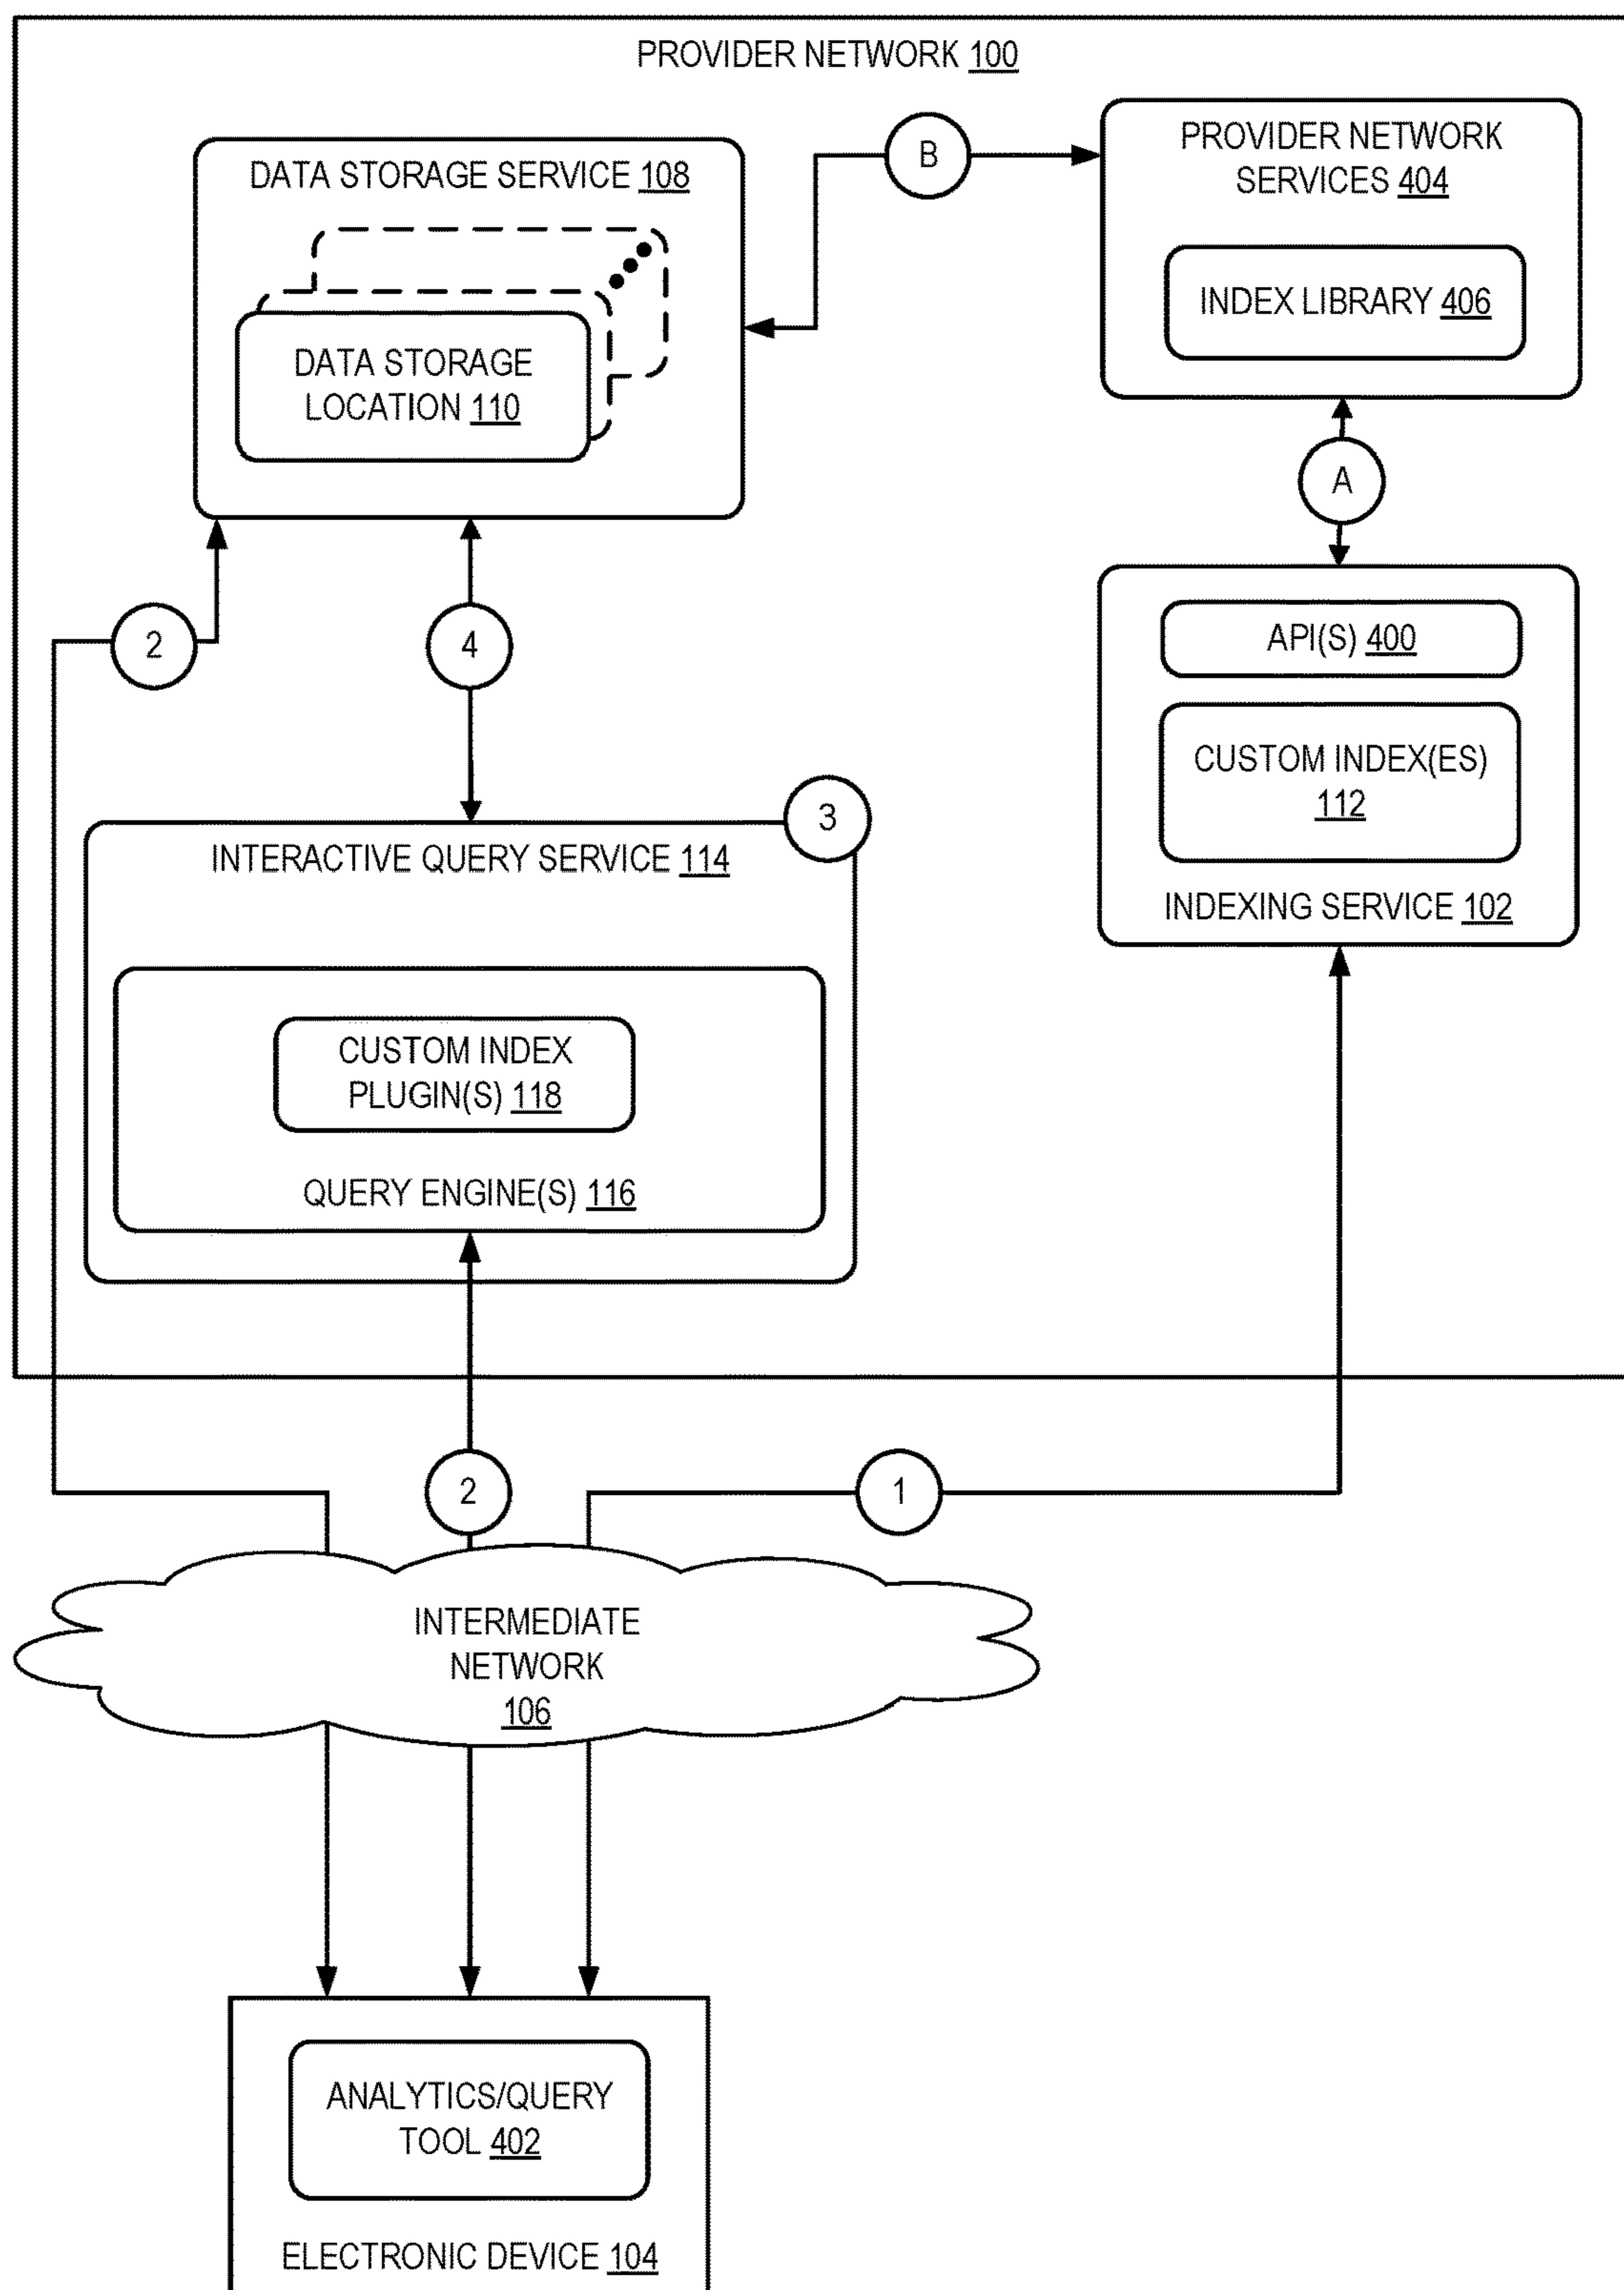 PROVIDER NETWORK 100
B
PROVIDER NETWORK
SERVICES 404
DATA STORAGE SERVICE 108
INDEX LIBRARY 406
DATA STORAGE
LOCATION 110
A
2
4
API(S) 400
CUSTOM INDEX(ES)
112
INDEXING SERVICE 102
3
INTERACTIVE QUERY SERVICE 114
CUSTOM INDEX
PLUGIN(S) 118
QUERY ENGINE(S) 116
2
1
INTERMEDIATE
NETWORK
106
ANALYTICS/QUERY
TOOL 402
ELECTRONIC DEVICE 104